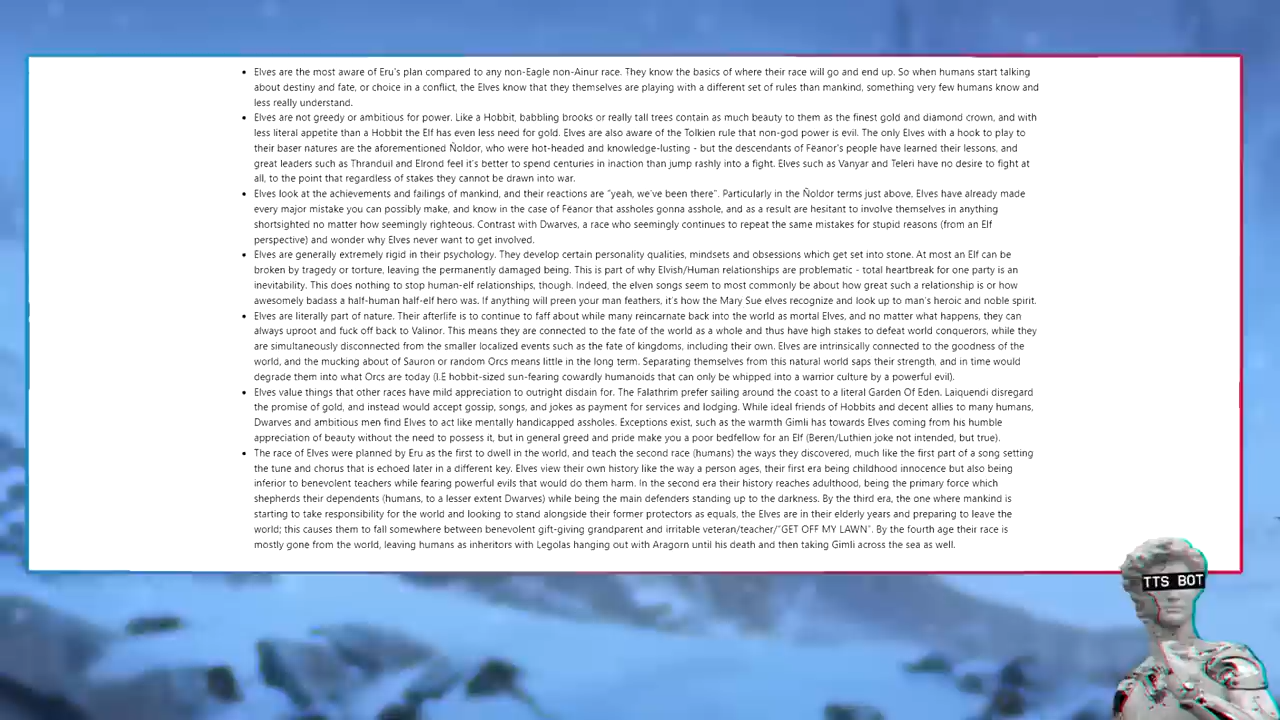 • Elves are the most aware of Eru's plan compared to any non-Eagle non-Ainur race. They know the basics of where their race will go and end up. So when humans start talking
about destiny and fate, or choice in a conflict, the Elves know that they themselves are playing with a different set of rules than mankind, something very few humans know and
less really understand.
• Elves are not greedy or ambitious for power. Like a Hobbit, babbling brooks or really tall trees contain as much beauty to them as the finest gold and diamond crown, and with
less literal appetite than a Hobbit the Elf has even less need for gold. Elves are also aware of the Tolkien rule that non-god power is evil. The only Elves with a hook to play to
their baser natures are the aforementioned Ñoldor, who were hot-headed and knowledge-lusting - but the descendants of Fëanor's people have learned their lessons, and
great leaders such as Thranduil and Elrond feel it's better to spend centuries in inaction than jump rashly into a fight. Elves such as Vanyar and Teleri have no desire to fight at
all, to the point that regardless of stakes they cannot be drawn into war.
• Elves look at the achievements and failings of mankind, and their reactions are "yeah, we've been there". Particularly in the Ñoldor terms just above. Elves have already made
every major mistake you can possibly make, and know in the case of Fëanor that assholes gonna asshole, and as a result are hesitant to involve themselves in anything
shortsighted no matter how seemingly righteous. Contrast with Dwarves, a race who seemingly continues to repeat the same mistakes for stupid reasons (from an Elf
perspective) and wonder why Elves never want to get involved.
• Elves are generally extremely rigid in their psychology. They develop certain personality qualities, mindsets and obsessions which get set into stone. At most an Elf can be
broken by tragedy or torture, leaving the permanently damaged being. This is part of why Elvish/Human relationships are problematic - total heartbreak for one party is an
inevitability. This does nothing to stop human-elf relationships, though. Indeed, the elven songs seem to most commonly be about how great such a relationship is or how
awesomely badass a half-human half-elf hero was. If anything will preen your man feathers, it's how the Mary Sue elves recognize and look up to man's heroic and noble spirit.
• Elves are literally part of nature. Their afterlife is to continue to faff about while many reincarnate back into the world as mortal Elves, and no matter what happens, they can
always uproot and fuck off back to Valinor. This means they are connected to the fate of the world as a whole and thus have high stakes to defeat world conquerors, while they
are simultaneously disconnected from the smaller localized events such as the fate of kingdoms, including their own. Elves are intrinsically connected to the goodness of the
world, and the mucking about of Sauron or random Orcs means little in the long term. Separating themselves from this natural world saps their strength, and in time would
degrade them into what Orcs are today (I.E hobbit-sized sun-fearing cowardly humanoids that can only be whipped into a warrior culture by a powerful evil).
• Elves value things that other races have mild appreciation to outright disdain for. The Falathrim prefer sailing around the coast to a literal Garden Of Eden. Laiquendi disregard
the promise of gold, and instead would accept gossip, songs, and jokes as payment for services and lodging. While ideal friends of Hobbits and decent allies to many humans,
Dwarves and ambitious men find Elves to act like mentally handicapped assholes. Exceptions exist, such as the warmth Gimli has towards Elves coming from his humble
appreciation of beauty without the need to possess it, but in general greed and pride make you a poor bedfellow for an Elf (Beren/Luthien joke not intended, but true).
• The race of Elves were planned by Eru as the first to dwell in the world, and teach the second race (humans) the ways they discovered, much like the first part of a song setting
the tune and chorus that is echoed later in a different key. Elves view their own history like the way a person ages, their first era being childhood innocence but also being
inferior to benevolent teachers while fearing powerful evils that would do them harm. In the second era their history reaches adulthood, being the primary force which
shepherds their dependents (humans, to a lesser extent Dwarves) while being the main defenders standing up to the darkness. By the third era, the one where mankind is
starting to take responsibility for the world and looking to stand alongside their former protectors as equals, the Elves are in their elderly years and preparing to leave the
world; this causes them to fall somewhere between benevolent gift-giving grandparent and irritable veteran/teacher/"GET OFF MY LAWN". By the fourth age their race is
mostly gone from the world, leaving humans as inheritors with Legolas hanging out with Aragorn until his death and then taking Gimli across the sea as well.
TTS BOT